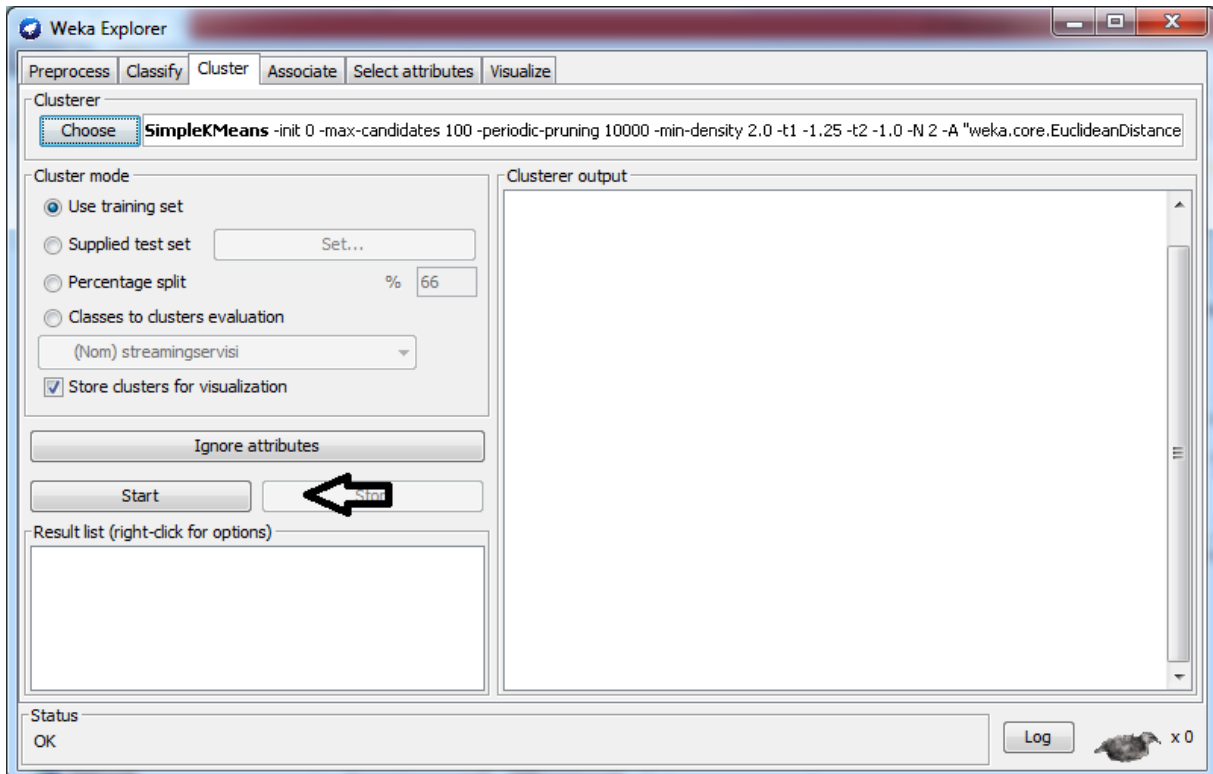 Weka Explorer
Preprocess Classify Cluster Associate Select attributes Visualize
Clusterer
Choose SimpleKMeans -init 0 -max-candidates 100 -periodic-pruning 10000 -min-density 2.0 -t1 -1.25 -t2 -1.0 -N 2 -A "weka.core.EuclideanDistance
Cluster mode
Use training set
Supplied test set Set...
Percentage split % 66
Classes to clusters evaluation
(Nom) streamingservisi
Store clusters for visualization
Ignore attributes
Start
Result list (right-click for options)
Clusterer output
Status
OK
Log
x 0